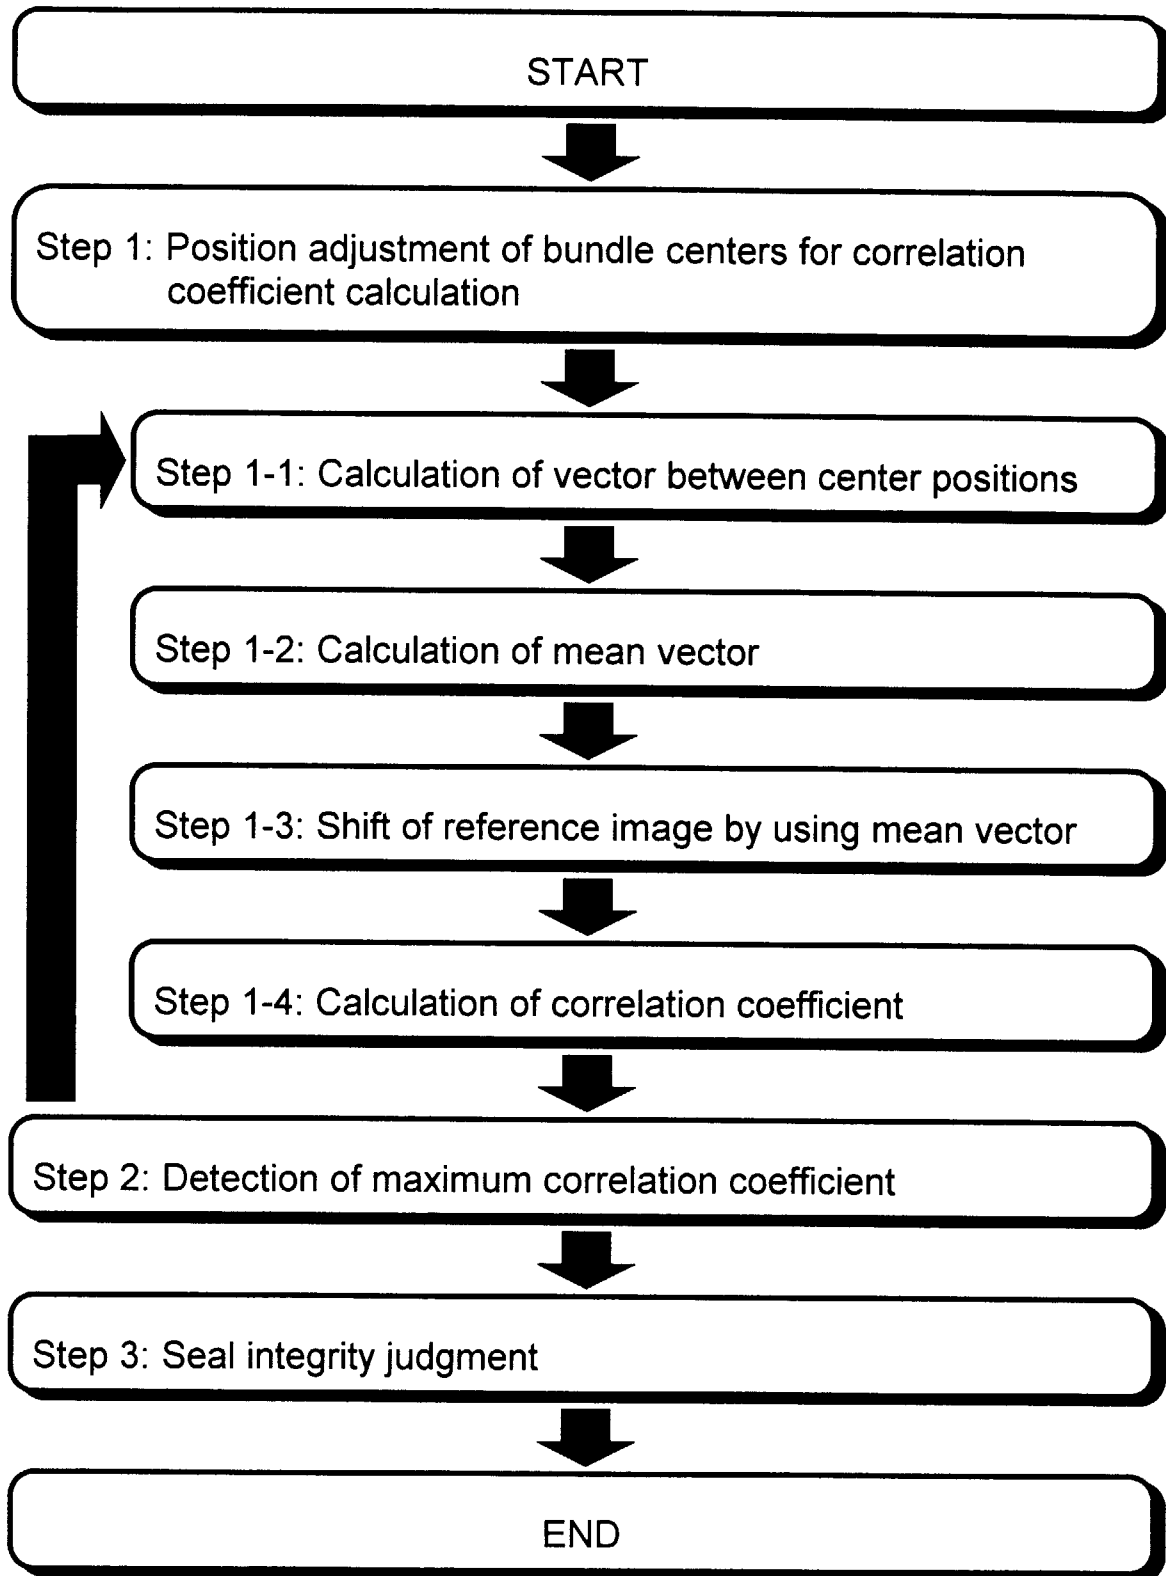 START
Step 1: Position adjustment of bundle centers for correlation
coefficient calculation
Step 1-1: Calculation of vector between center positions
Step 1-2: Calculation of mean vector
Step 1-3: Shift of reference image by using mean vector
Step 1-4: Calculation of correlation coefficient
Step 2: Detection of maximum correlation coefficient
Step 3: Seal integrity judgment
END